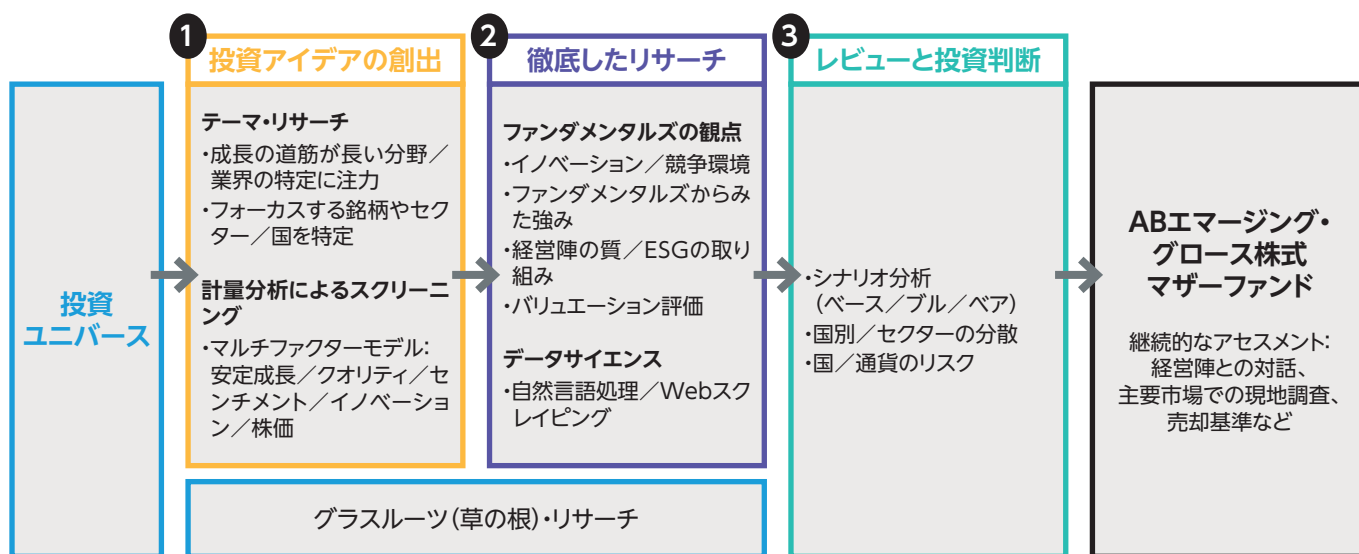 投資
ユニバース
1
投資アイデアの創出
テーマ・リサーチ
・成長の道筋が長い分野／
業界の特定に注力
・フォーカスする銘柄やセク
ター／国を特定
計量分析によるスクリーニ
ング
・マルチファクターモデル：
安定成長／クオリティ／セ
ンチメント／イノベーショ
ン／株価
2
徹底したリサーチ
ファンダメンタルズの観点
・イノベーション／競争環境
・ファンダメンタルズからみ
た強み
・経営陣の質／ESGの取り
組み
・バリュエーション評価
データサイエンス
・自然言語処理／Webスク
レイピング
グラスルーツ（草の根）・リサーチ
3
レビューと投資判断
・シナリオ分析
（ベース／ブル／ベア）
・国別／セクターの分散
・国／通貨のリスク
ABエマージング・
グロース株式
マザーファンド
継続的なアセスメント：
経営陣との対話、
主要市場での現地調査、
売却基準など